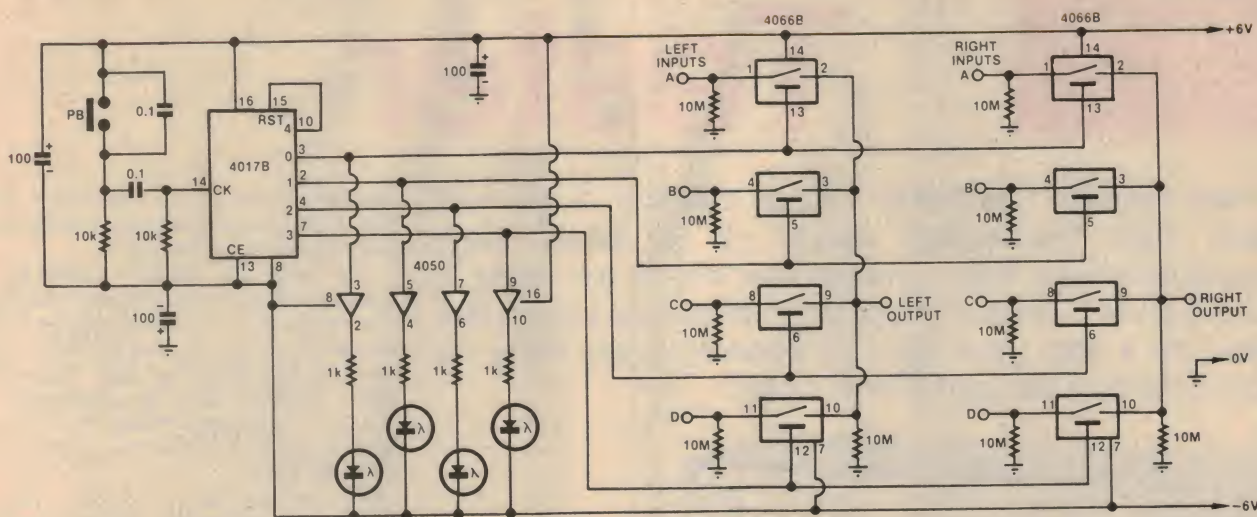 4066B 4066B
+6V
LEFT INPUTS
RIGHT INPUTS
A 1 14 2
A 1 14 2
10M 13
10M 13
100 + -
PB 0.1
100 + -
16 15 RST 4 10
4017B
0 3
1 2
2 4
3 7
14 CK
0.1
10k 10k
CE 13 8
100 - +
B 4 3
B 4 3
10M 5
10M 5
4050
3 5 7 9
8 16
2 4 6 10
1k 1k 1k 1k
λ λ λ λ
C 8 9 LEFT OUTPUT
C 8 9 RIGHT OUTPUT
10M 6
10M 6
0V
D 11 10
D 11 10
10M 12 7 10M
10M 12 7 10M
-6V